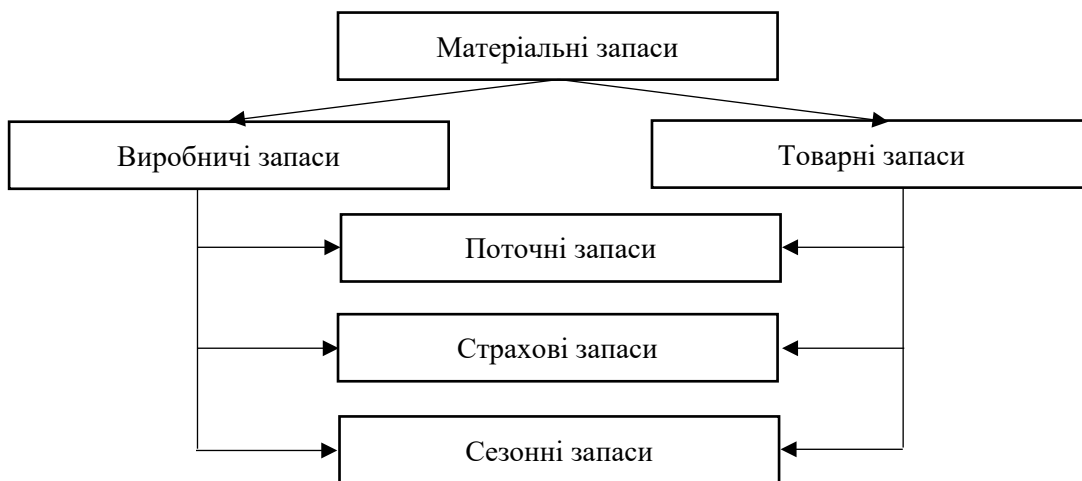 Матеріальні запаси
Виробничі запаси
Товарні запаси
Поточні запаси
Страхові запаси
Сезонні запаси